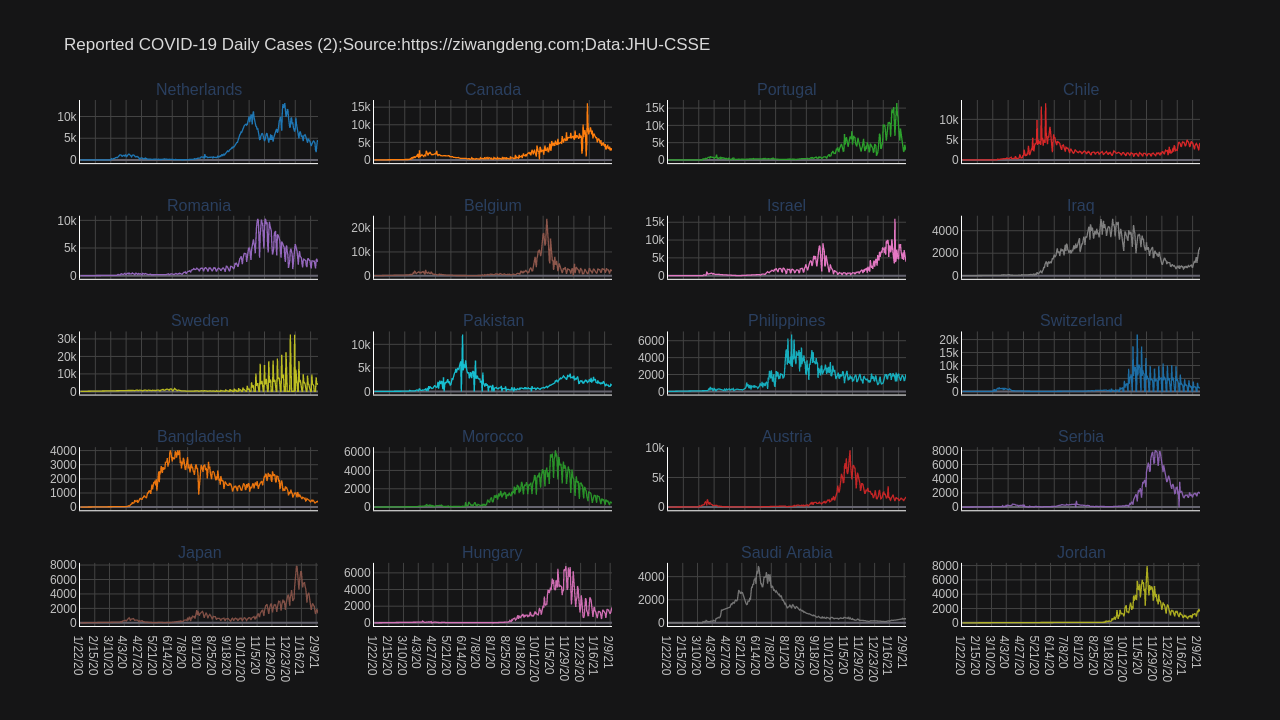 Reported COVID-19 Daily Cases (2);Source:https://ziwangdeng.com;Data:JHU-CSSE
Netherlands
10k
5k
0
Canada
15k
10k
5k
0
Portugal
15k
10k
5k
0
Chile
10k
5k
0
Romania
10k
5k
0
Belgium
20k
10k
0
Israel
15k
10k
5k
0
Iraq
4000
2000
0
Sweden
30k
20k
10k
0
Pakistan
10k
5k
0
Philippines
6000
4000
2000
0
Switzerland
20k
15k
10k
5k
0
Bangladesh
4000
3000
2000
1000
0
Morocco
6000
4000
2000
0
Austria
10k
5k
0
Serbia
8000
6000
4000
2000
0
Japan
8000
6000
4000
2000
0
Hungary
6000
4000
2000
0
Saudi Arabia
4000
2000
0
Jordan
8000
6000
4000
2000
0
1/22/20 2/15/20 3/10/20 4/3/20 4/27/20 5/21/20 6/14/20 7/8/20 8/1/20 8/25/20 9/18/20 10/12/20 11/5/20 11/29/20 12/23/20 1/16/21 2/9/21
1/22/20 2/15/20 3/10/20 4/3/20 4/27/20 5/21/20 6/14/20 7/8/20 8/1/20 8/25/20 9/18/20 10/12/20 11/5/20 11/29/20 12/23/20 1/16/21 2/9/21
1/22/20 2/15/20 3/10/20 4/3/20 4/27/20 5/21/20 6/14/20 7/8/20 8/1/20 8/25/20 9/18/20 10/12/20 11/5/20 11/29/20 12/23/20 1/16/21 2/9/21
1/22/20 2/15/20 3/10/20 4/3/20 4/27/20 5/21/20 6/14/20 7/8/20 8/1/20 8/25/20 9/18/20 10/12/20 11/5/20 11/29/20 12/23/20 1/16/21 2/9/21